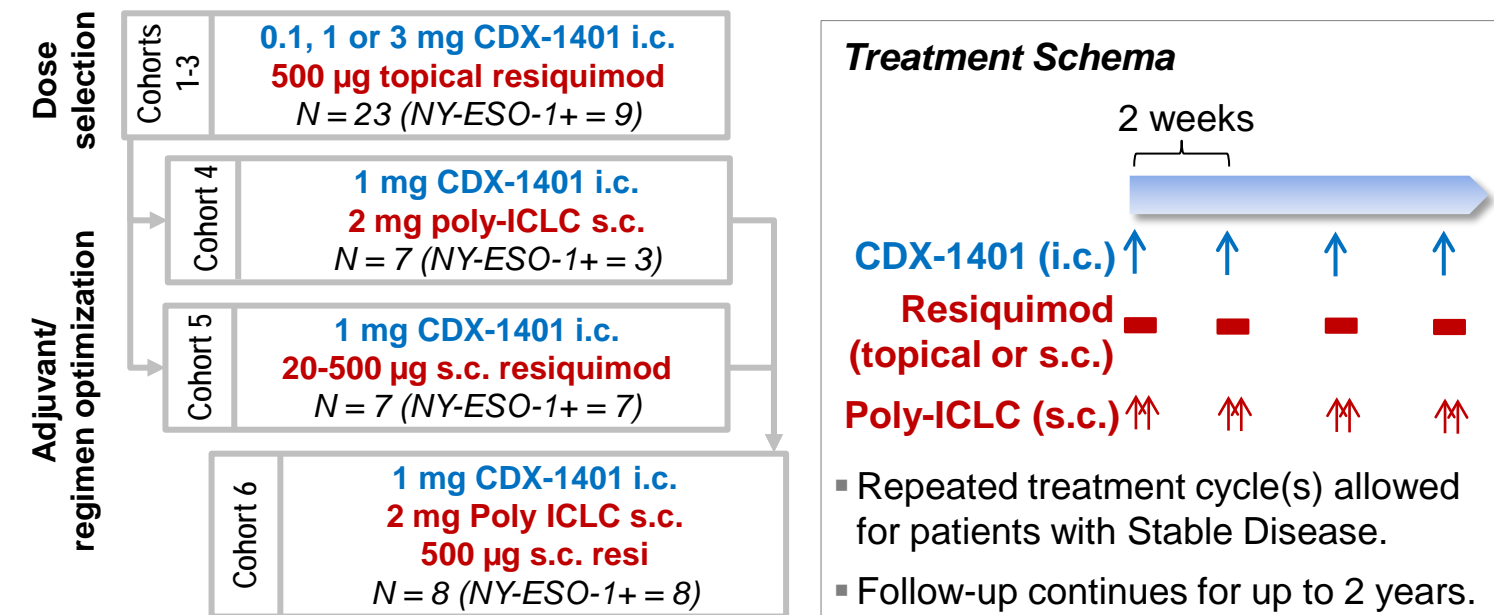 Dose
selection
Cohorts
1-3
0.1, 1 or 3 mg CDX-1401 i.c.
500 µg topical resiquimod
N = 23 (NY-ESO-1+ = 9)
Adjuvant/
regimen optimization
Cohort 4
1 mg CDX-1401 i.c.
2 mg poly-ICLC s.c.
N = 7 (NY-ESO-1+ = 3)
Cohort 5
1 mg CDX-1401 i.c.
20-500 µg s.c. resiquimod
N = 7 (NY-ESO-1+ = 7)
Cohort 6
1 mg CDX-1401 i.c.
2 mg Poly ICLC s.c.
500 µg s.c. resi
N = 8 (NY-ESO-1+ = 8)
Treatment Schema
2 weeks
CDX-1401 (i.c.)
Resiquimod
(topical or s.c.)
Poly-ICLC (s.c.)
▪ Repeated treatment cycle(s) allowed
for patients with Stable Disease.
▪ Follow-up continues for up to 2 years.